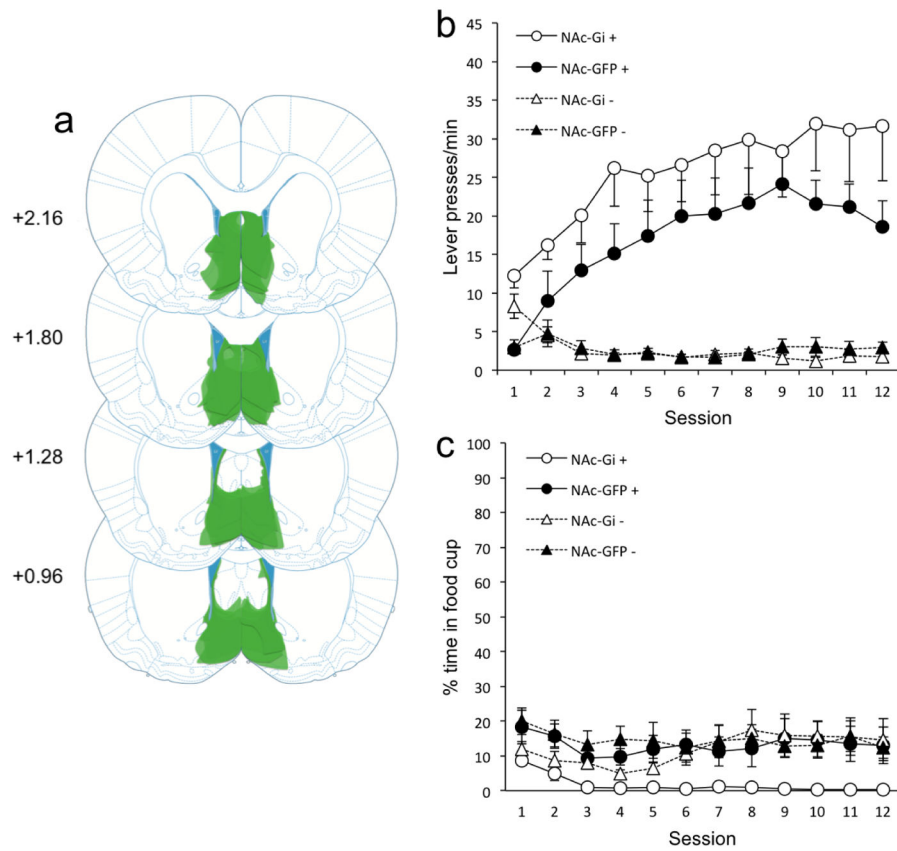 a
+2.16
+1.80
+1.28
+0.96
b
NAc-Gi +
NAc-GFP +
NAc-Gi -
NAc-GFP -
Lever presses/min
45
40
35
30
25
20
15
10
5
0
1 2 3 4 5 6 7 8 9 10 11 12
Session
c
NAc-Gi +
NAc-GFP +
NAc-Gi -
NAc-GFP -
% time in food cup
100
90
80
70
60
50
40
30
20
10
0
1 2 3 4 5 6 7 8 9 10 11 12
Session